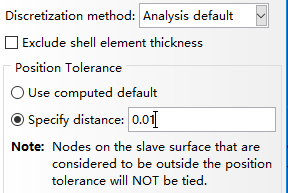 Discretization method: Analysis default
Exclude shell element thickness
Position Tolerance
Use computed default
Specify distance: 0.01
Note: Nodes on the slave surface that are
considered to be outside the position
tolerance will NOT be tied.